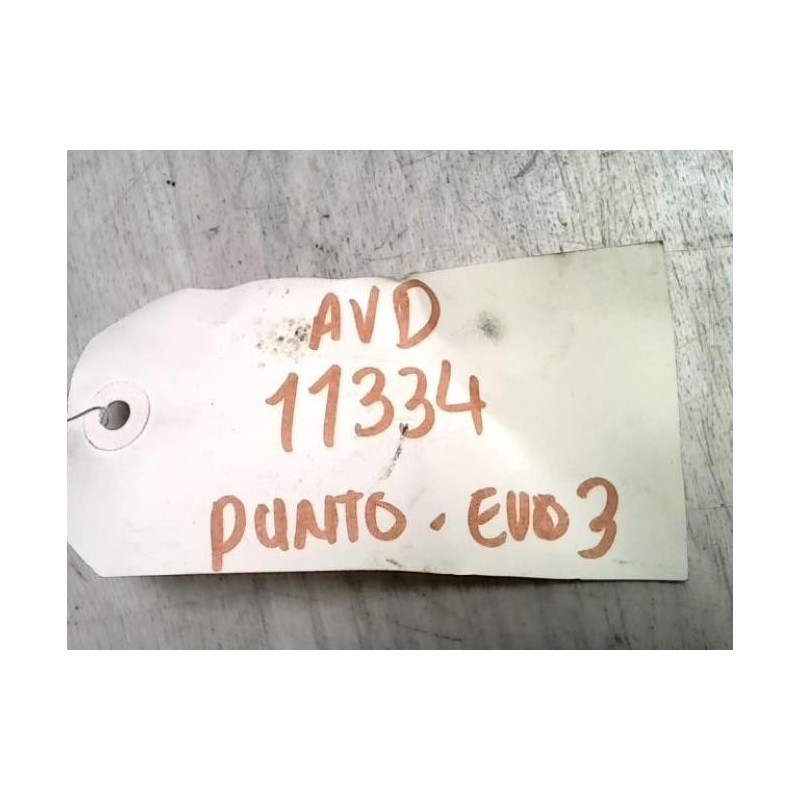 AVD
11334
PUNTO . EVO 3